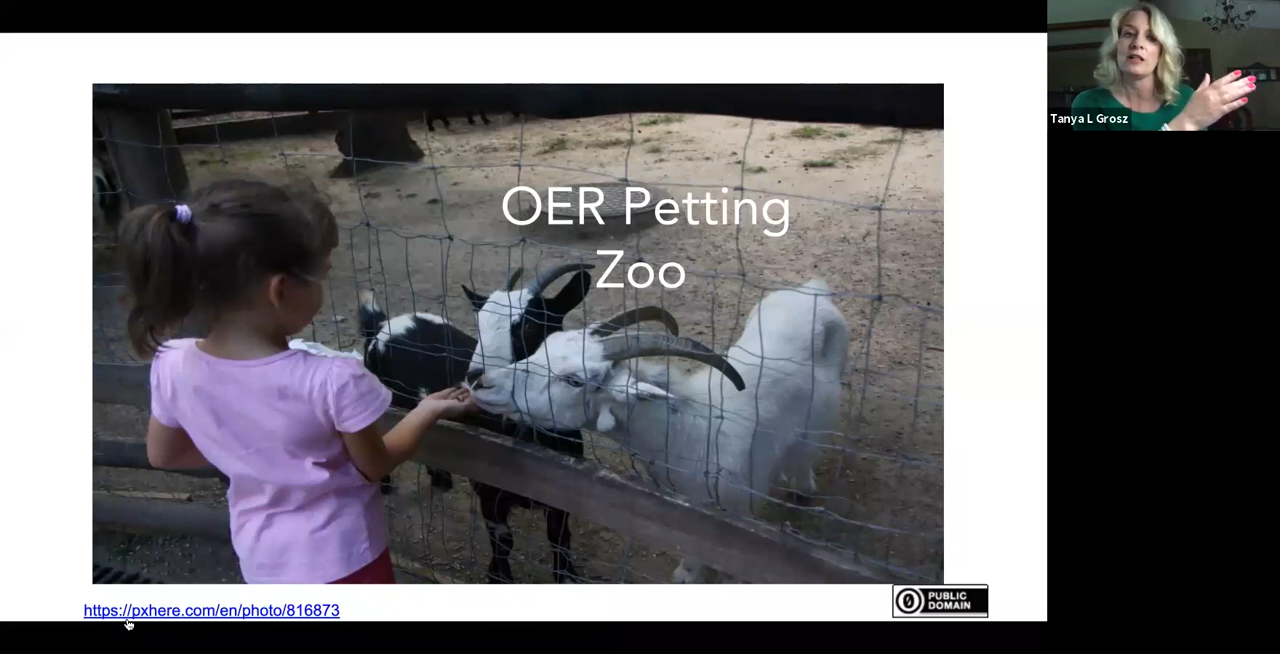 OER Petting
Zoo
Tanya L Grosz
https://pxhere.com/en/photo/816873
PUBLIC
DOMAIN